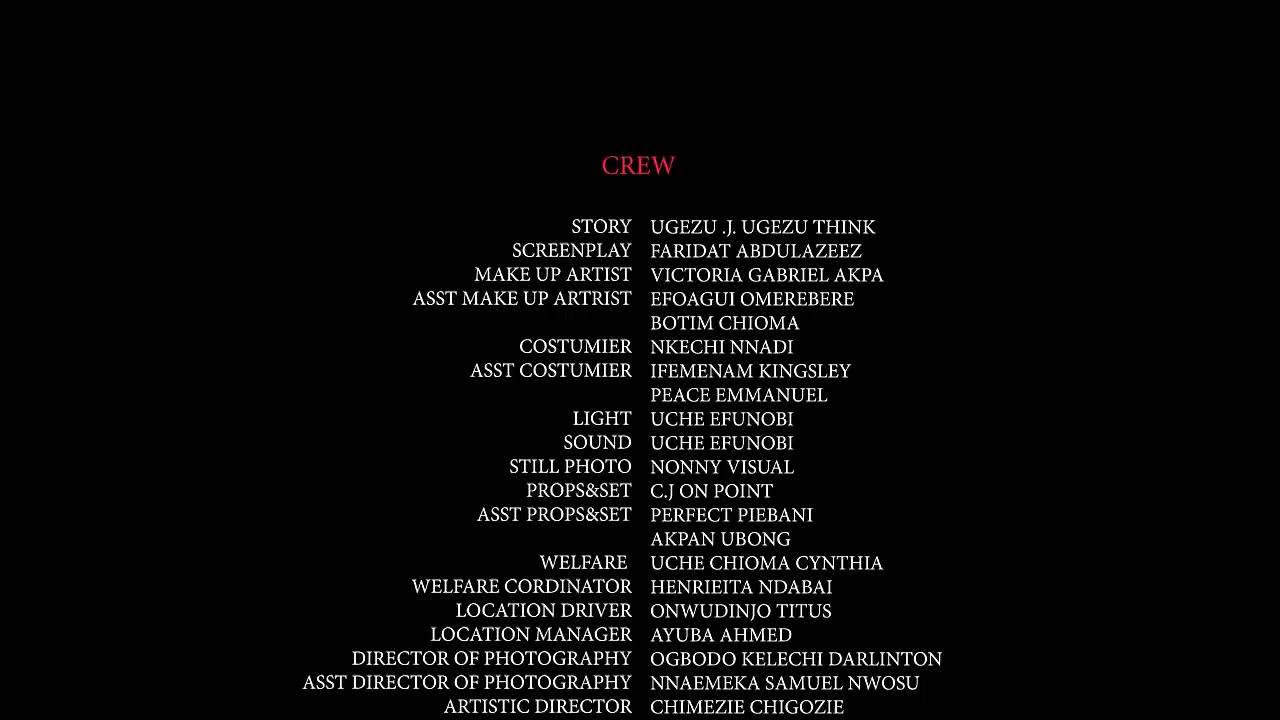 CREW
STORY UGEZU .J. UGEZU THINK
SCREENPLAY FARIDAT ABDULAZEEZ
MAKE UP ARTIST VICTORIA GABRIEL AKPA
ASST MAKE UP ARTRIST EFOAGUI OMEREBERE
BOTIM CHIOMA
COSTUMIER NKECHI NNADI
ASST COSTUMIER IFEMENAM KINGSLEY
PEACE EMMANUEL
LIGHT UCHE EFUNOBI
SOUND UCHE EFUNOBI
STILL PHOTO NONNY VISUAL
PROPS&SET C.J ON POINT
ASST PROPS&SET PERFECT PIEBANI
AKPAN UBONG
WELFARE UCHE CHIOMA CYNTHIA
WELFARE CORDINATOR HENRIEITA NDABAI
LOCATION DRIVER ONWUDINJO TITUS
LOCATION MANAGER AYUBA AHMED
DIRECTOR OF PHOTOGRAPHY OGBODO KELECHI DARLINTON
ASST DIRECTOR OF PHOTOGRAPHY NNAEMEKA SAMUEL NWOSU
ARTISTIC DIRECTOR CHIMEZIE CHIGOZIE